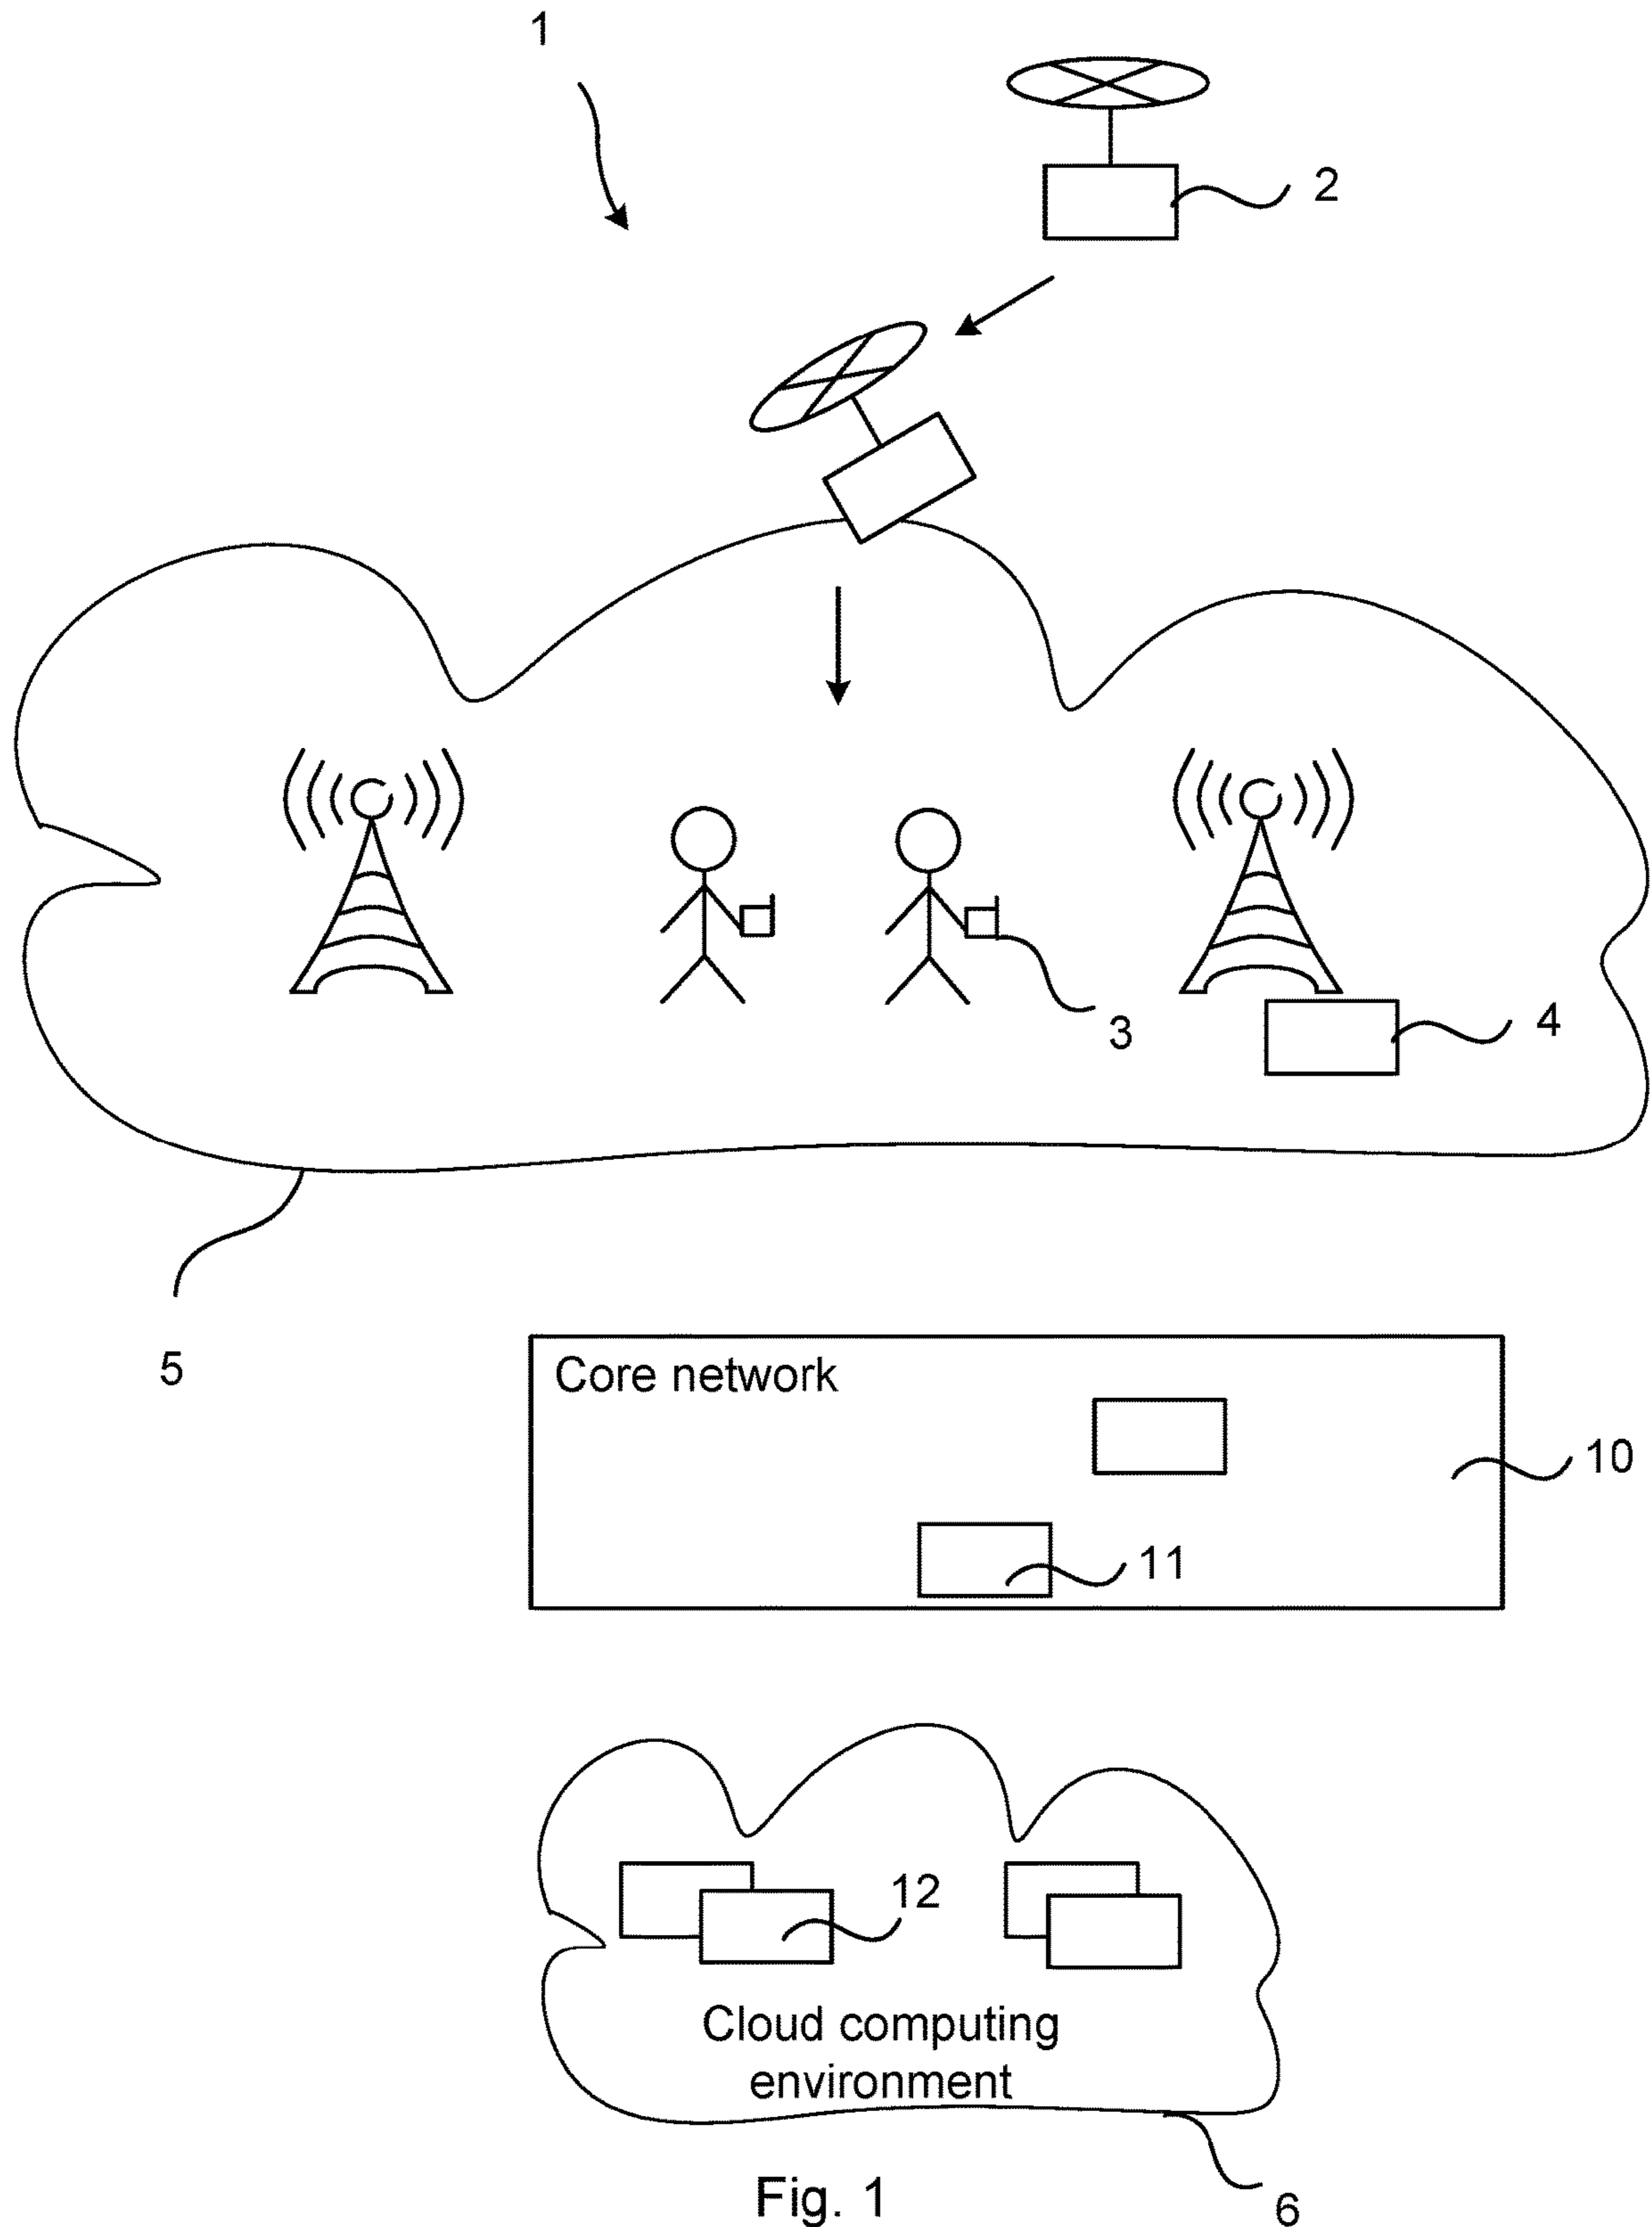 1
2
3
4
5
Core network
10
11
12
Cloud computing
environment
6
Fig. 1